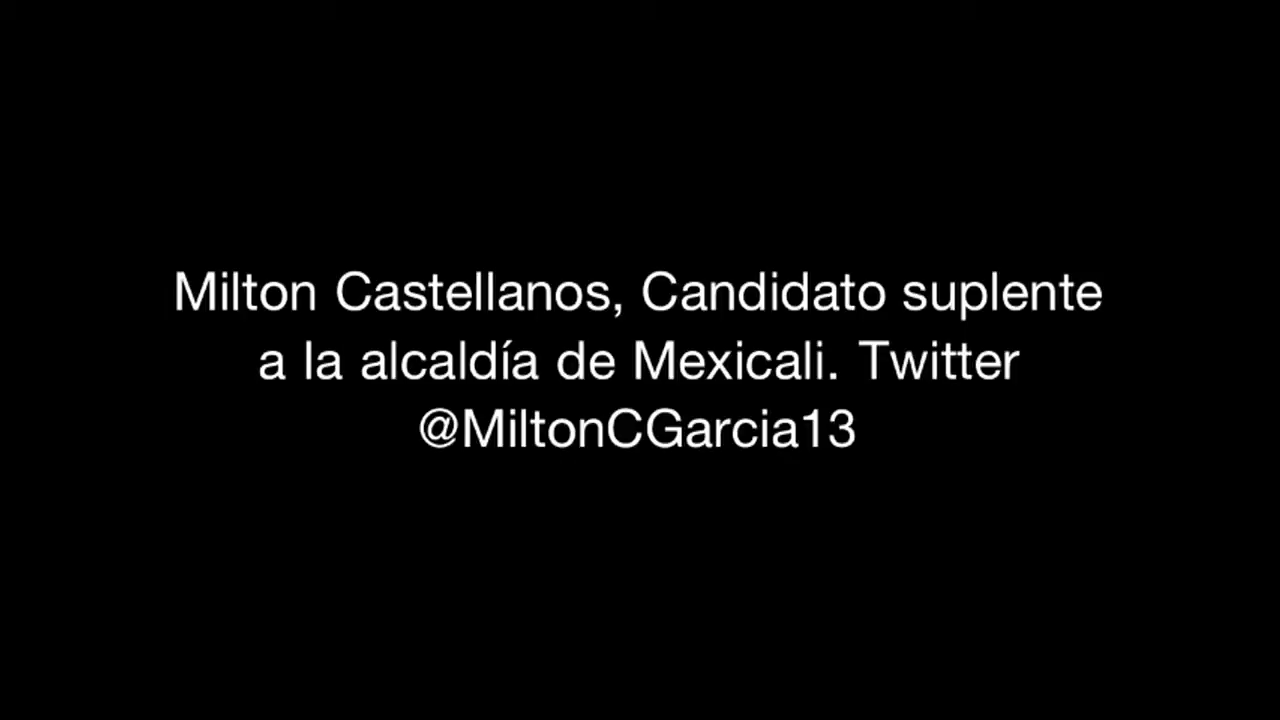 Milton Castellanos, Candidato suplente
a la alcaldía de Mexicali. Twitter
@MiltonCGarcia13